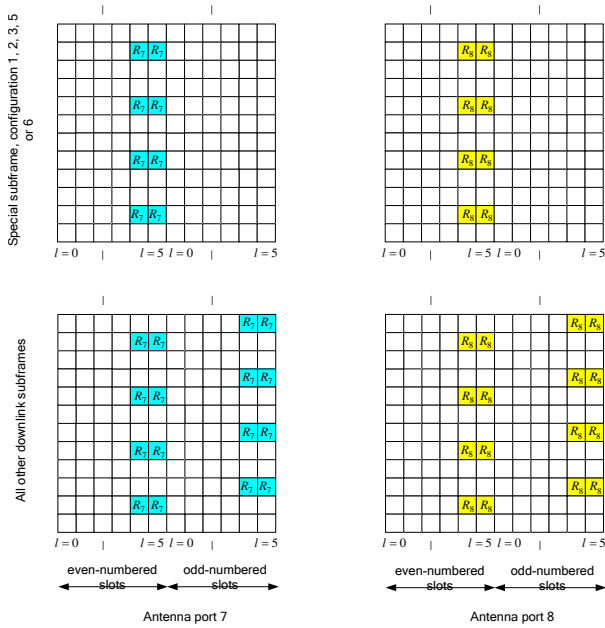 Special subframe, configuration 1, 2, 3, 5
or 6
R7 R7
R7 R7
R7 R7
R7 R7
l = 0 l = 5 l = 0 l = 5
R8 R8
R8 R8
R8 R8
R8 R8
l = 0 l = 5 l = 0 l = 5
All other downlink subframes
R7 R7
R7 R7
R7 R7
R7 R7
R7 R7
R7 R7
R7 R7
R7 R7
l = 0 l = 5 l = 0 l = 5
even-numbered
slots
odd-numbered
slots
Antenna port 7
R8 R8
R8 R8
R8 R8
R8 R8
R8 R8
R8 R8
R8 R8
R8 R8
l = 0 l = 5 l = 0 l = 5
even-numbered
slots
odd-numbered
slots
Antenna port 8